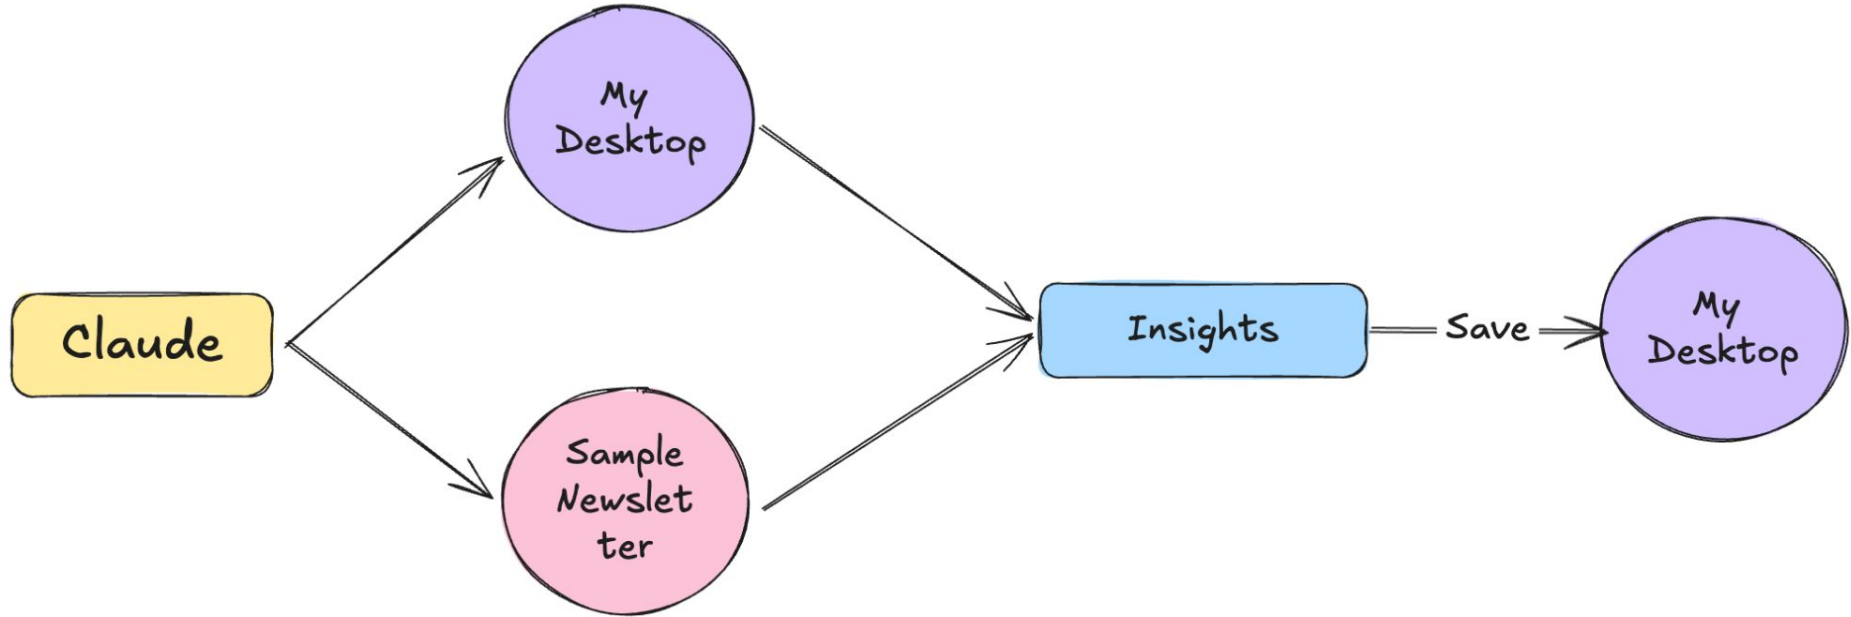 My
Desktop
Claude
Sample
Newslet
ter
Insights
Save
My
Desktop